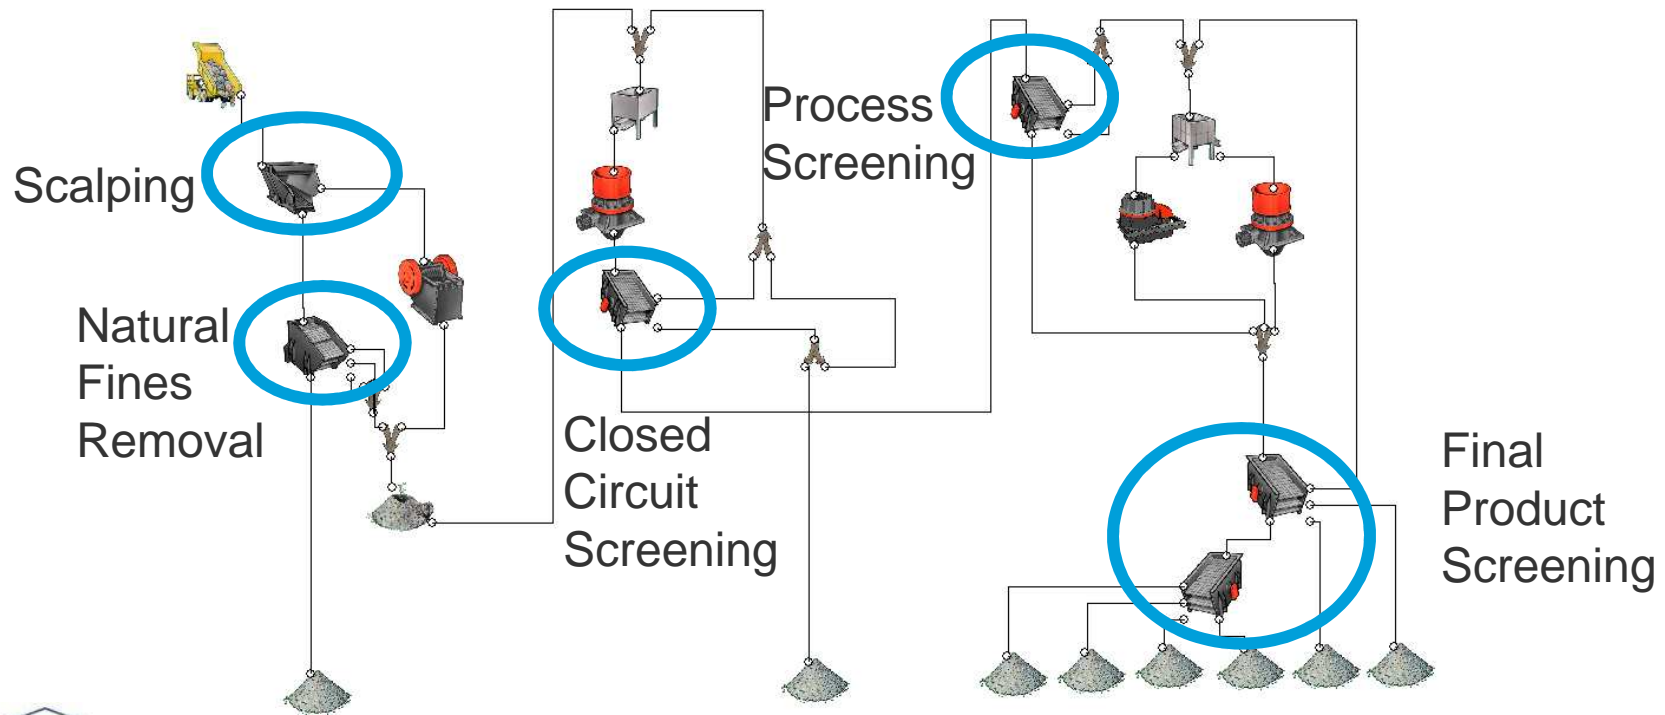 Scalping
Natural
Fines
Removal
Closed
Circuit
Screening
Process
Screening
Final
Product
Screening